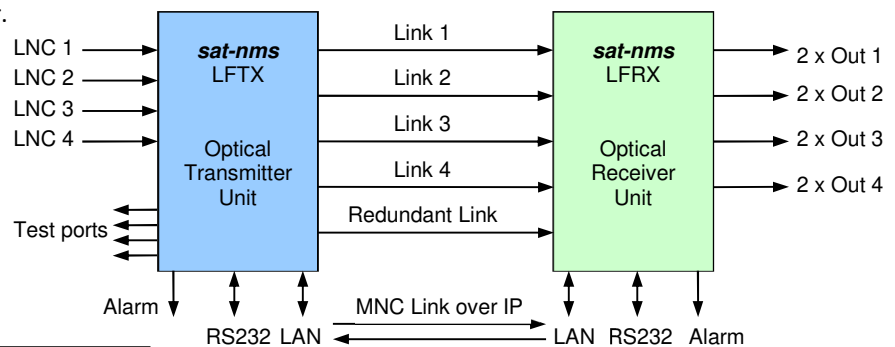 LNC 1
LNC 2
LNC 3
LNC 4
Test ports
sat-nms
LFTX
Optical
Transmitter
Unit
Link 1
Link 2
Link 3
Link 4
Redundant Link
sat-nms
LFRX
Optical
Receiver
Unit
2 x Out 1
2 x Out 2
2 x Out 3
2 x Out 4
Alarm
RS232 LAN
MNC Link over IP
LAN RS232 Alarm